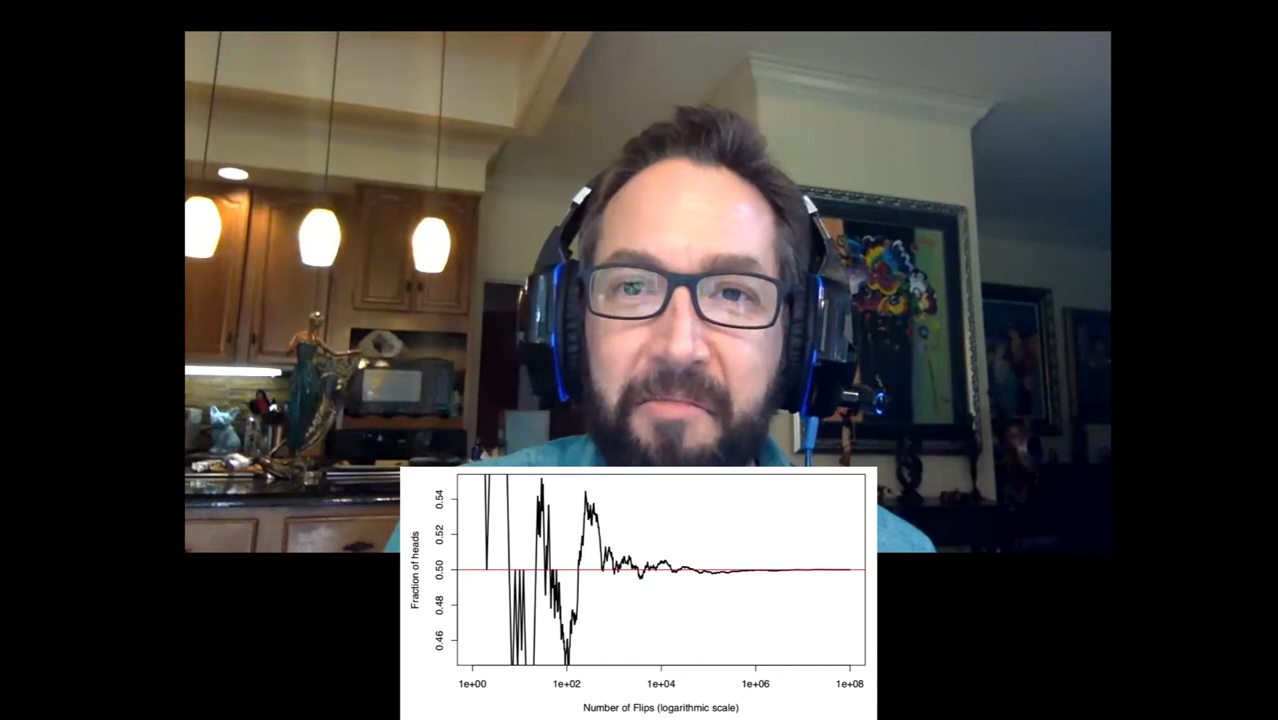 0.54
0.52
0.50
0.48
0.46
Fraction of heads
1e+00 1e+02 1e+04 1e+06 1e+08
Number of Flips (logarithmic scale)